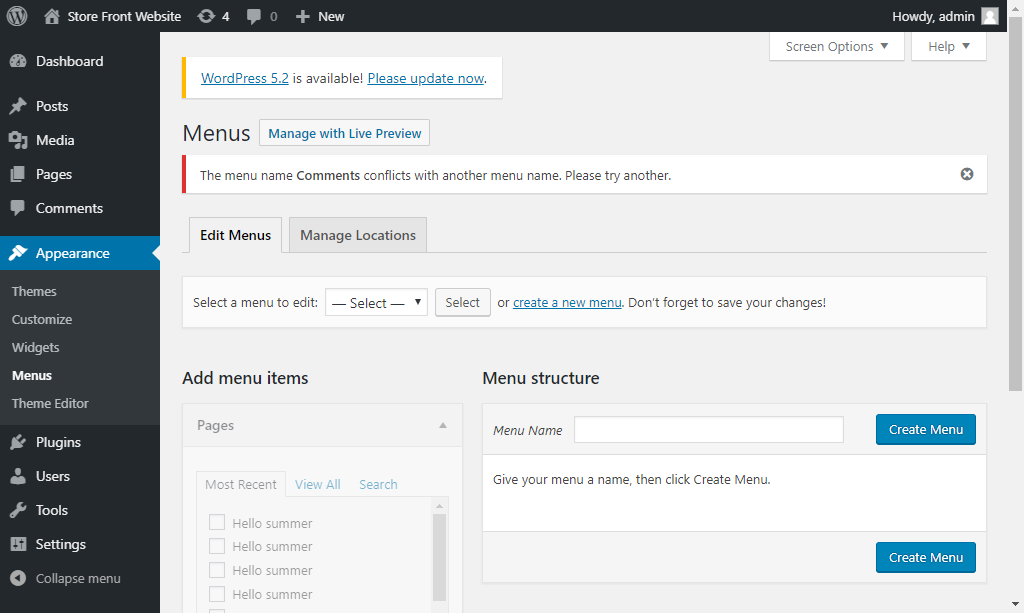 Store Front Website 4 0 New Howdy, admin
Screen Options Help
Dashboard
Posts
Media
Pages
Comments
Appearance
Themes
Customize
Widgets
Menus
Theme Editor
Plugins
Users
Tools
Settings
Collapse menu
WordPress 5.2 is available! Please update now.
Menus Manage with Live Preview
The menu name Comments conflicts with another menu name. Please try another.
Edit Menus Manage Locations
Select a menu to edit: — Select — Select or create a new menu. Don't forget to save your changes!
Add menu items
Pages
Most Recent View All Search
Hello summer
Hello summer
Hello summer
Hello summer
Menu structure
Menu Name Create Menu
Give your menu a name, then click Create Menu.
Create Menu